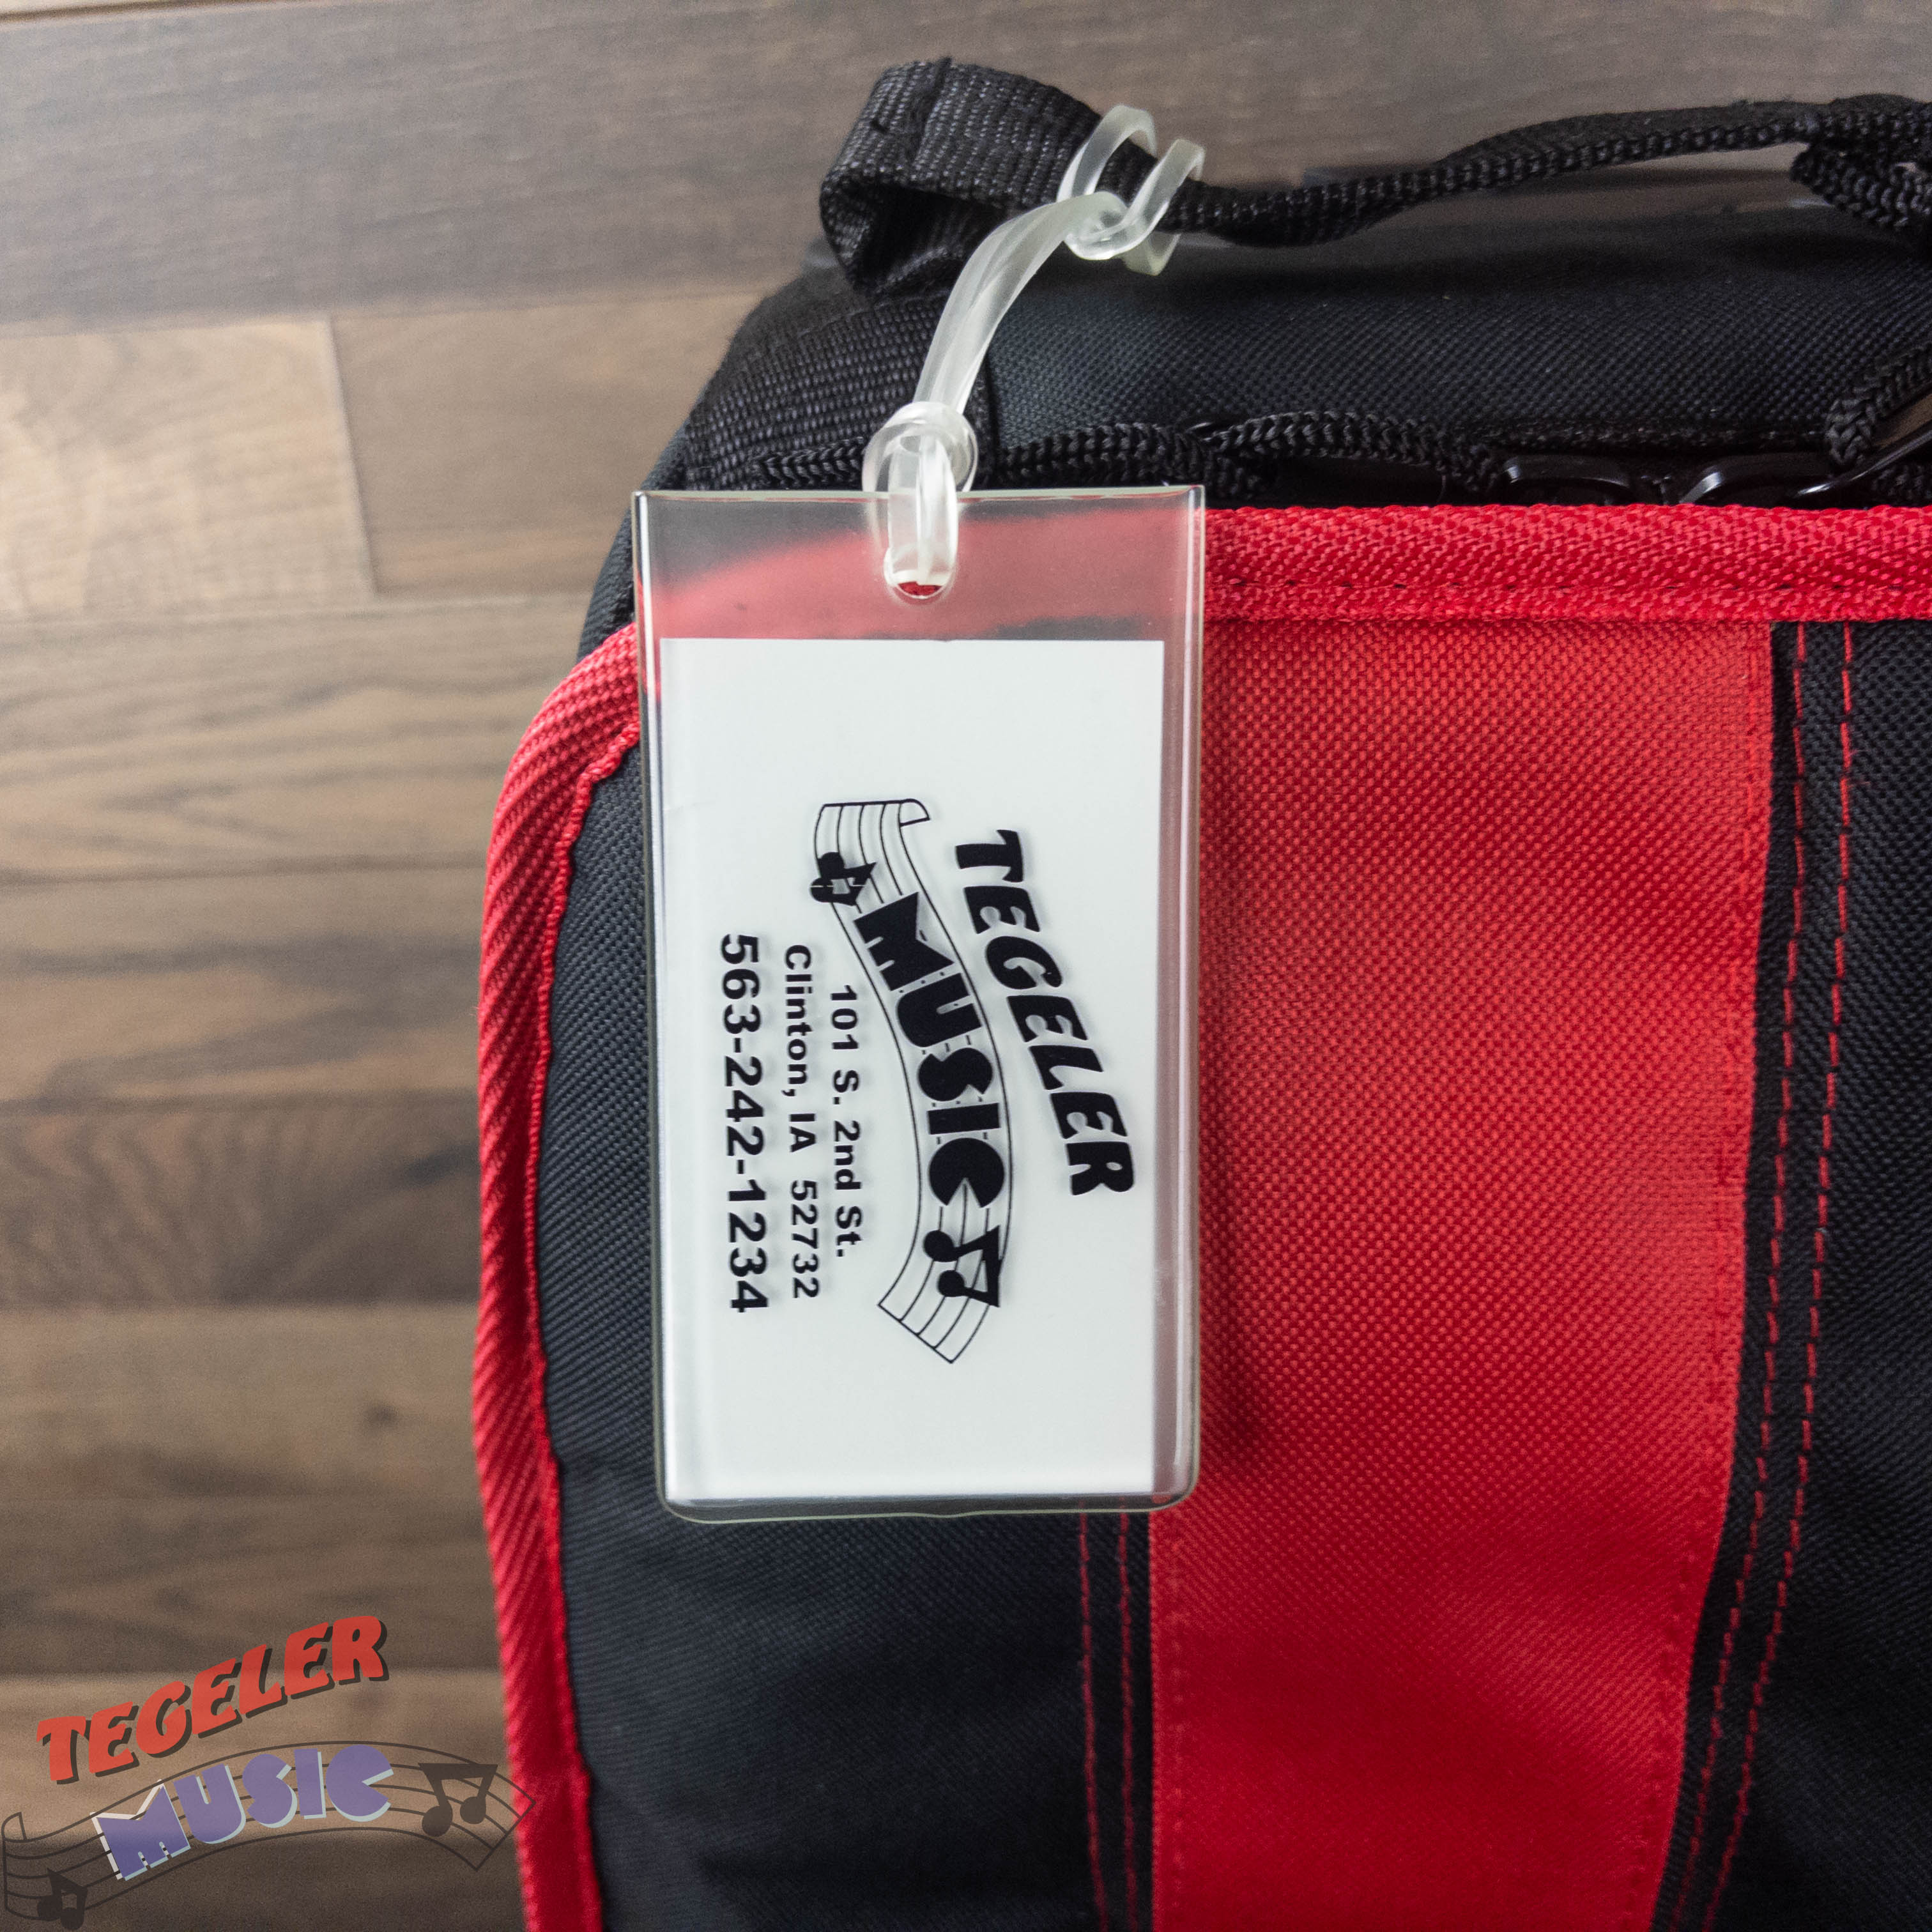 TEGELER
MUSIC
101 S. 2nd St.
Clinton, IA 52732
563-242-1234
TEGELER
MUSIC